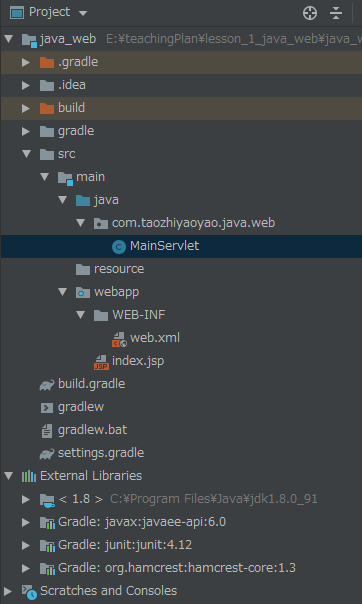 Project
java_web E:¥teachingPlan¥lesson_1_java_web¥java_w
.gradle
.idea
build
gradle
src
main
java
com.taozhiyaoyao.java.web
MainServlet
resource
webapp
WEB-INF
web.xml
index.jsp
build.gradle
gradlew
gradlew.bat
settings.gradle
External Libraries
< 1.8 > C:¥Program Files¥Java¥jdk1.8.0_91
Gradle: javax:javaee-api:6.0
Gradle: junit:junit:4.12
Gradle: org.hamcrest:hamcrest-core:1.3
Scratches and Consoles